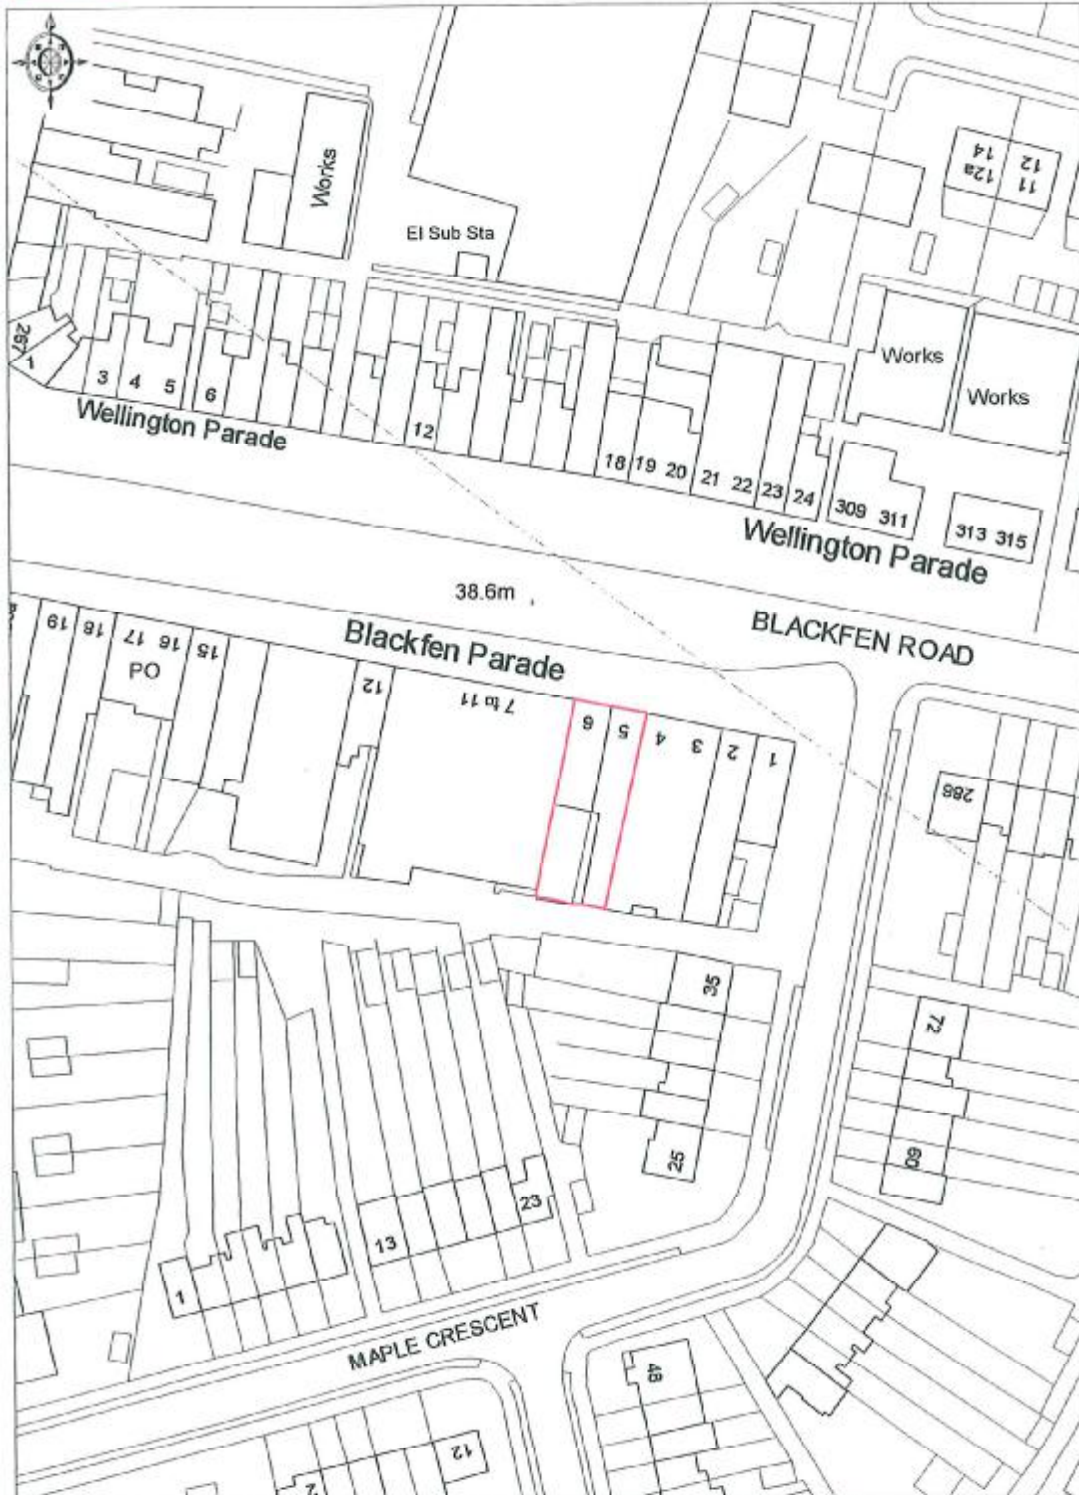 Works
14 12
12a 11
El Sub Sta
267
1
3 4 5 6
12
18 19 20 21 22 23 24
309 311
313 315
Works
Works
Wellington Parade
Wellington Parade
38.6m
BLACKFEN ROAD
Blackfen Parade
19 18 17 16 15
PO
12
7 to 11
6 5 4 3 2 1
286
35
25
72
60
1
13
23
MAPLE CRESCENT
48
12
2